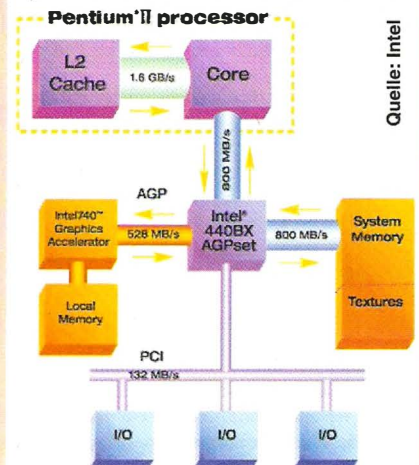 Pentium® II processor
L2
Cache
1.6 GB/s
Core
Quelle: Intel
800 MB/s
AGP
Intel740™
Graphics
Accelerator
528 MB/s
Intel®
440BX
AGPset
800 MB/s
System
Memory
Textures
Local
Memory
PCI
132 MB/s
I/O
I/O
I/O